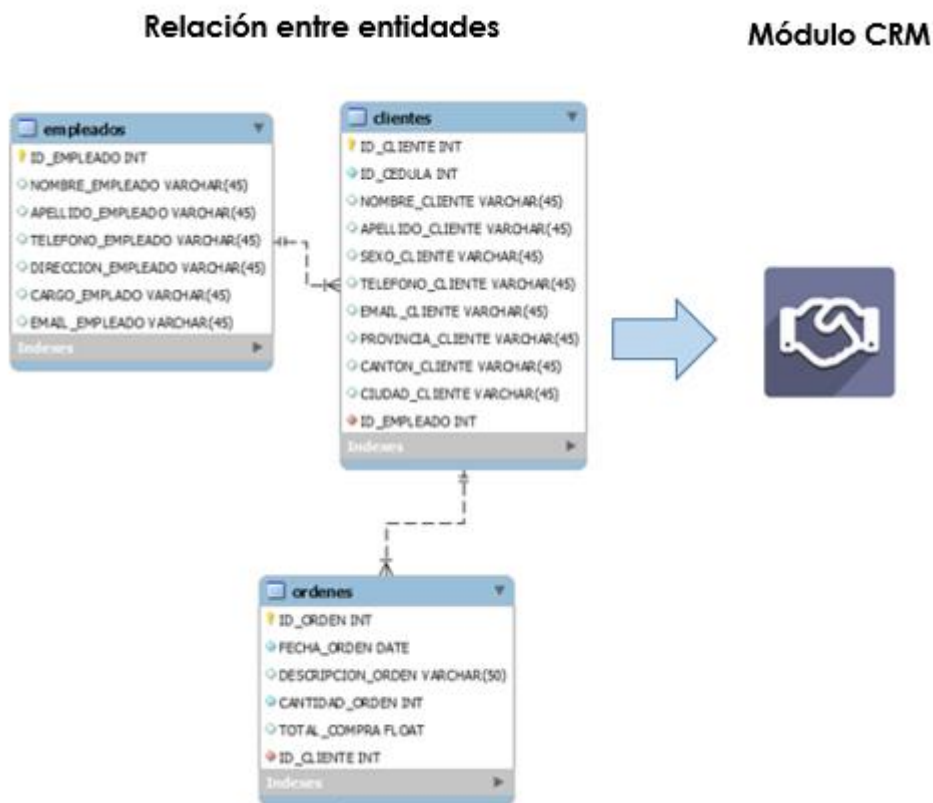 Relación entre entidades
Módulo CRM
empleados
ID_EMPLEADO INT
NOMBRE_EMPLEADO VARCHAR(45)
APELLIDO_EMPLEADO VARCHAR(45)
TELEFONO_EMPLEADO VARCHAR(45)
DIRECCION_EMPLEADO VARCHAR(45)
CARGO_EMPLADO VARCHAR(45)
EMAIL_EMPLEADO VARCHAR(45)
Indexes
clientes
ID_CLIENTE INT
ID_CEDULA INT
NOMBRE_CLIENTE VARCHAR(45)
APELLIDO_CLIENTE VARCHAR(45)
SEXO_CLIENTE VARCHAR(45)
TELEFONO_CLIENTE VARCHAR(45)
EMAIL_CLIENTE VARCHAR(45)
PROVINCIA_CLIENTE VARCHAR(45)
CANTON_CLIENTE VARCHAR(45)
CIUDAD_CLIENTE VARCHAR(45)
ID_EMPLEADO INT
Indexes
ordenes
ID_ORDEN INT
FECHA_ORDEN DATE
DESCRIPCION_ORDEN VARCHAR(50)
CANTIDAD_ORDEN INT
TOTAL_COMPRA FLOAT
ID_CLIENTE INT
Indexes